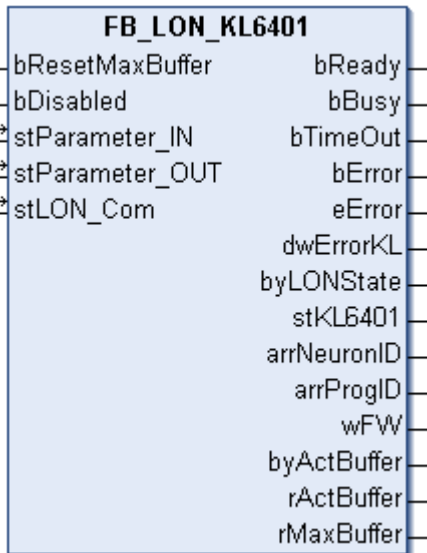 FB_LON_KL6401
bResetMaxBuffer bReady
bDisabled bBusy
stParameter_IN bTimeOut
stParameter_OUT bError
stLON_Com eError
dwErrorKL
byLONState
stKL6401
arrNeuronID
arrProgID
wFW
byActBuffer
rActBuffer
rMaxBuffer